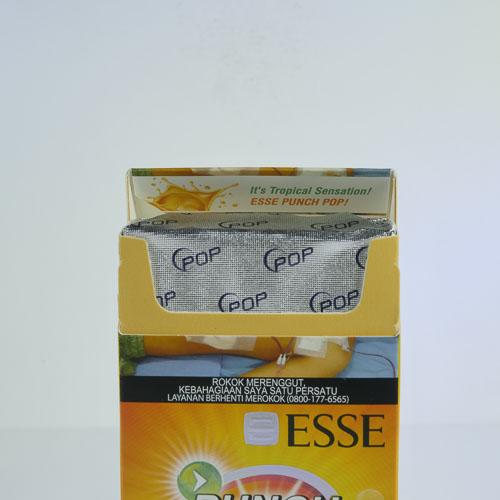 It's Tropical Sensation!
ESSE PUNCH POP!
POP
POP POP
POP POP POP
ROKOK MERENGGUT,
KEBAHAGIAAN SAYA SATU PERSATU
LAYANAN BERHENTI MEROKOK (0800-177-6565)
ESSE
PUNCH